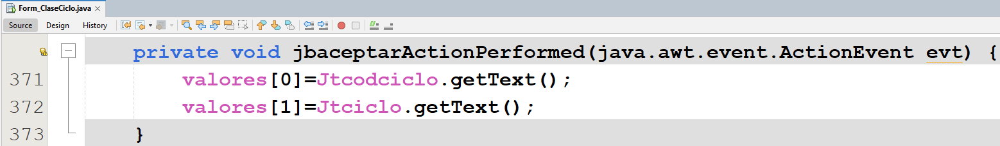 Form_ClaseCiclo.java
Source Design History
private void jbaceptarActionPerformed(java.awt.event.ActionEvent evt) {
371 valores[0]=Jtcodciclo.getText();
372 valores[1]=Jtciclo.getText();
373 }